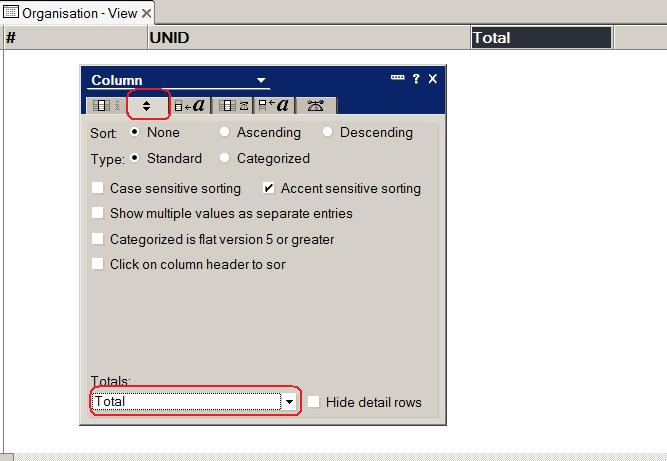 Organisation - View
# UNID Total
Column ?
a a
Sort: None Ascending Descending
Type: Standard Categorized
Case sensitive sorting Accent sensitive sorting
Show multiple values as separate entries
Categorized is flat version 5 or greater
Click on column header to sor
Totals:
Total Hide detail rows